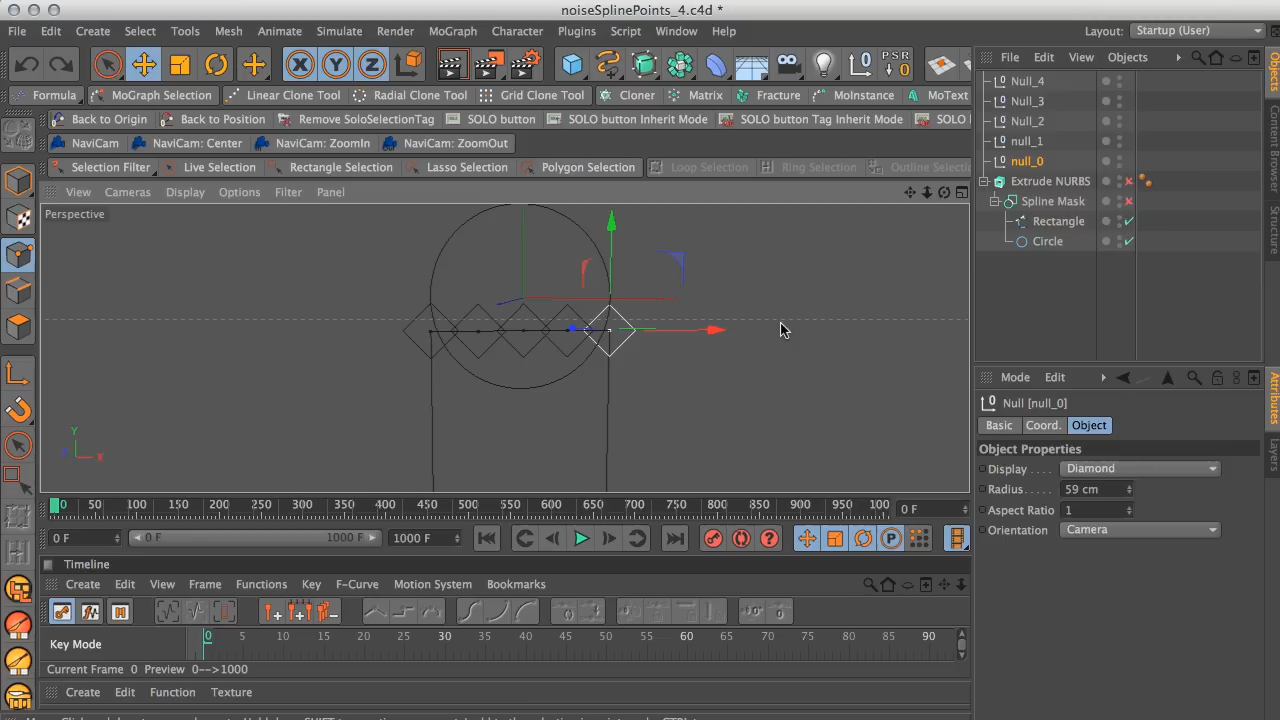 noiseSplinePoints_4.c4d *
File Edit Create Select Tools Mesh Animate Simulate Render MoGraph Character Plugins Script Window Help Layout: Startup (User)
X Y Z PSR 0
File Edit View Objects
Formula MoGraph Selection Linear Clone Tool Radial Clone Tool Grid Clone Tool Cloner Matrix Fracture MoInstance MoText
Back to Origin Back to Position Remove SoloSelectionTag SOLO button SOLO button Inherit Mode SOLO button Tag Inherit Mode SOLO
NaviCam NaviCam: Center NaviCam: ZoomIn NaviCam: ZoomOut
Selection Filter Live Selection Rectangle Selection Lasso Selection Polygon Selection Loop Selection Ring Selection Outline Selection
View Cameras Display Options Filter Panel
Perspective
Y
X
Null_4
Null_3
Null_2
null_1
null_0
Extrude NURBS
Spline Mask
Rectangle
Circle
Objects
Content Browser
Structure
Mode Edit
Null [null_0]
Basic Coord. Object
Object Properties
Display .... Diamond
Radius..... 59 cm
Aspect Ratio 1
Orientation.... Camera
Attributes
Layers
0 50 100 150 200 250 300 350 400 450 500 550 600 650 700 750 800 850 900 950 100 0 F
0 F 0 F 1000 F 1000 F
P
Timeline
Create Edit View Frame Functions Key F-Curve Motion System Bookmarks
Key Mode
0 5 10 15 20 25 30 35 40 45 50 55 60 65 70 75 80 85 90
Current Frame 0 Preview 0-->1000
Create Edit Function Texture